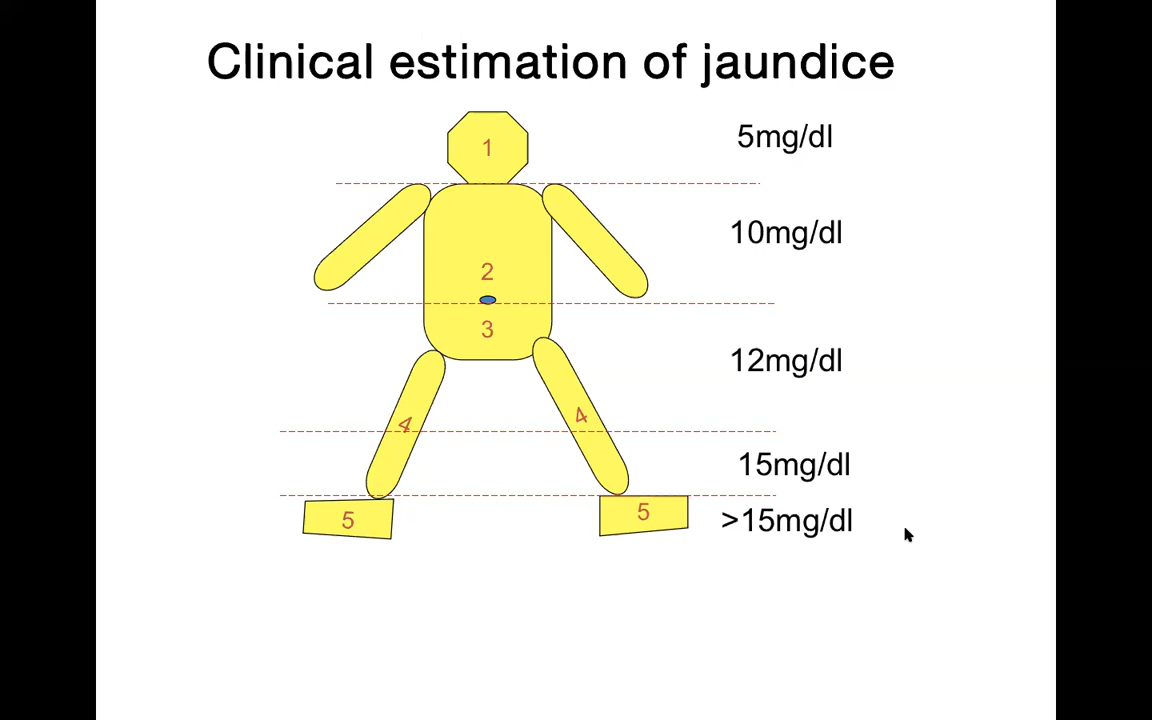 Clinical estimation of jaundice
1
5mg/dl
10mg/dl
2
3
12mg/dl
4
4
15mg/dl
5
5
>15mg/dl